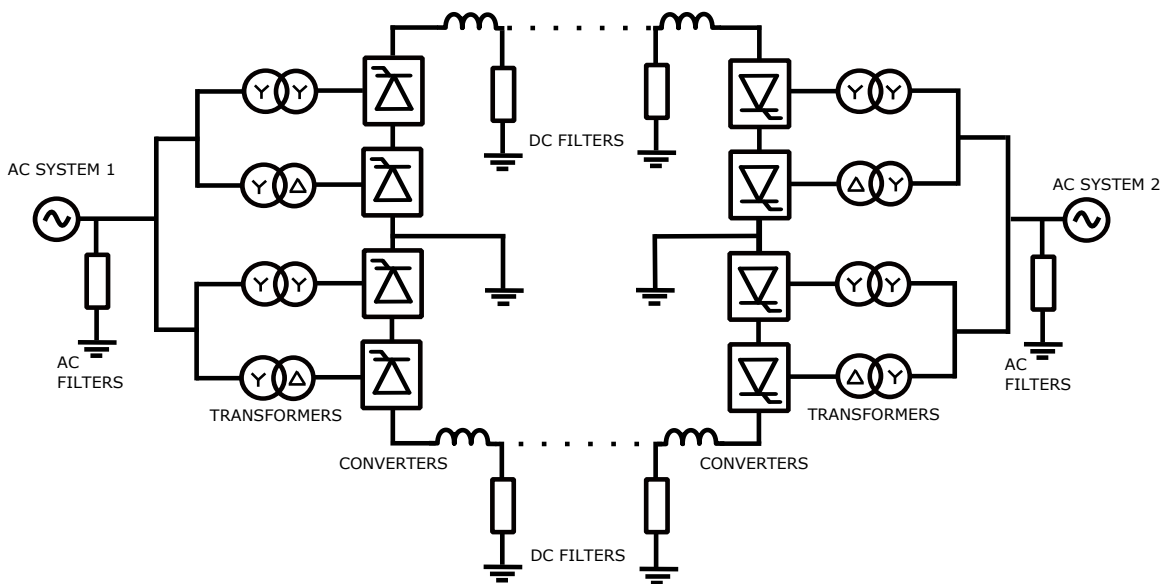 DC FILTERS
AC SYSTEM 1
AC SYSTEM 2
Y Y
Y Y
Y Δ
Δ Y
Y Y
Y Y
Y Δ
Δ Y
AC
FILTERS
AC
FILTERS
TRANSFORMERS
TRANSFORMERS
CONVERTERS
CONVERTERS
DC FILTERS